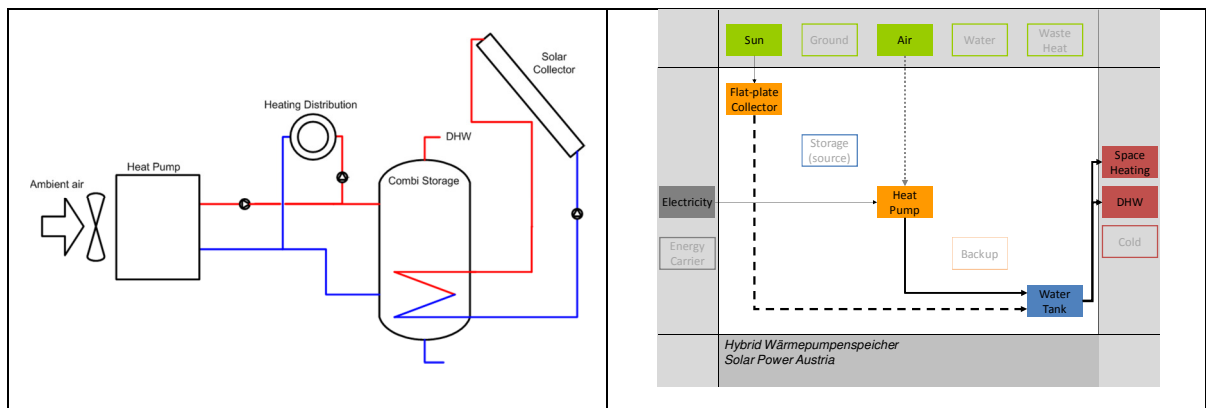 Solar
Collector
Heating Distribution
DHW
Heat Pump
Combi Storage
Ambient air
Sun
Ground
Air
Water
Waste
Heat
Flat-plate
Collector
Storage
(source)
Space
Heating
Electricity
Heat
Pump
DHW
Energy
Carrier
Backup
Cold
Water
Tank
Hybrid Wärmepumpenspeicher
Solar Power Austria